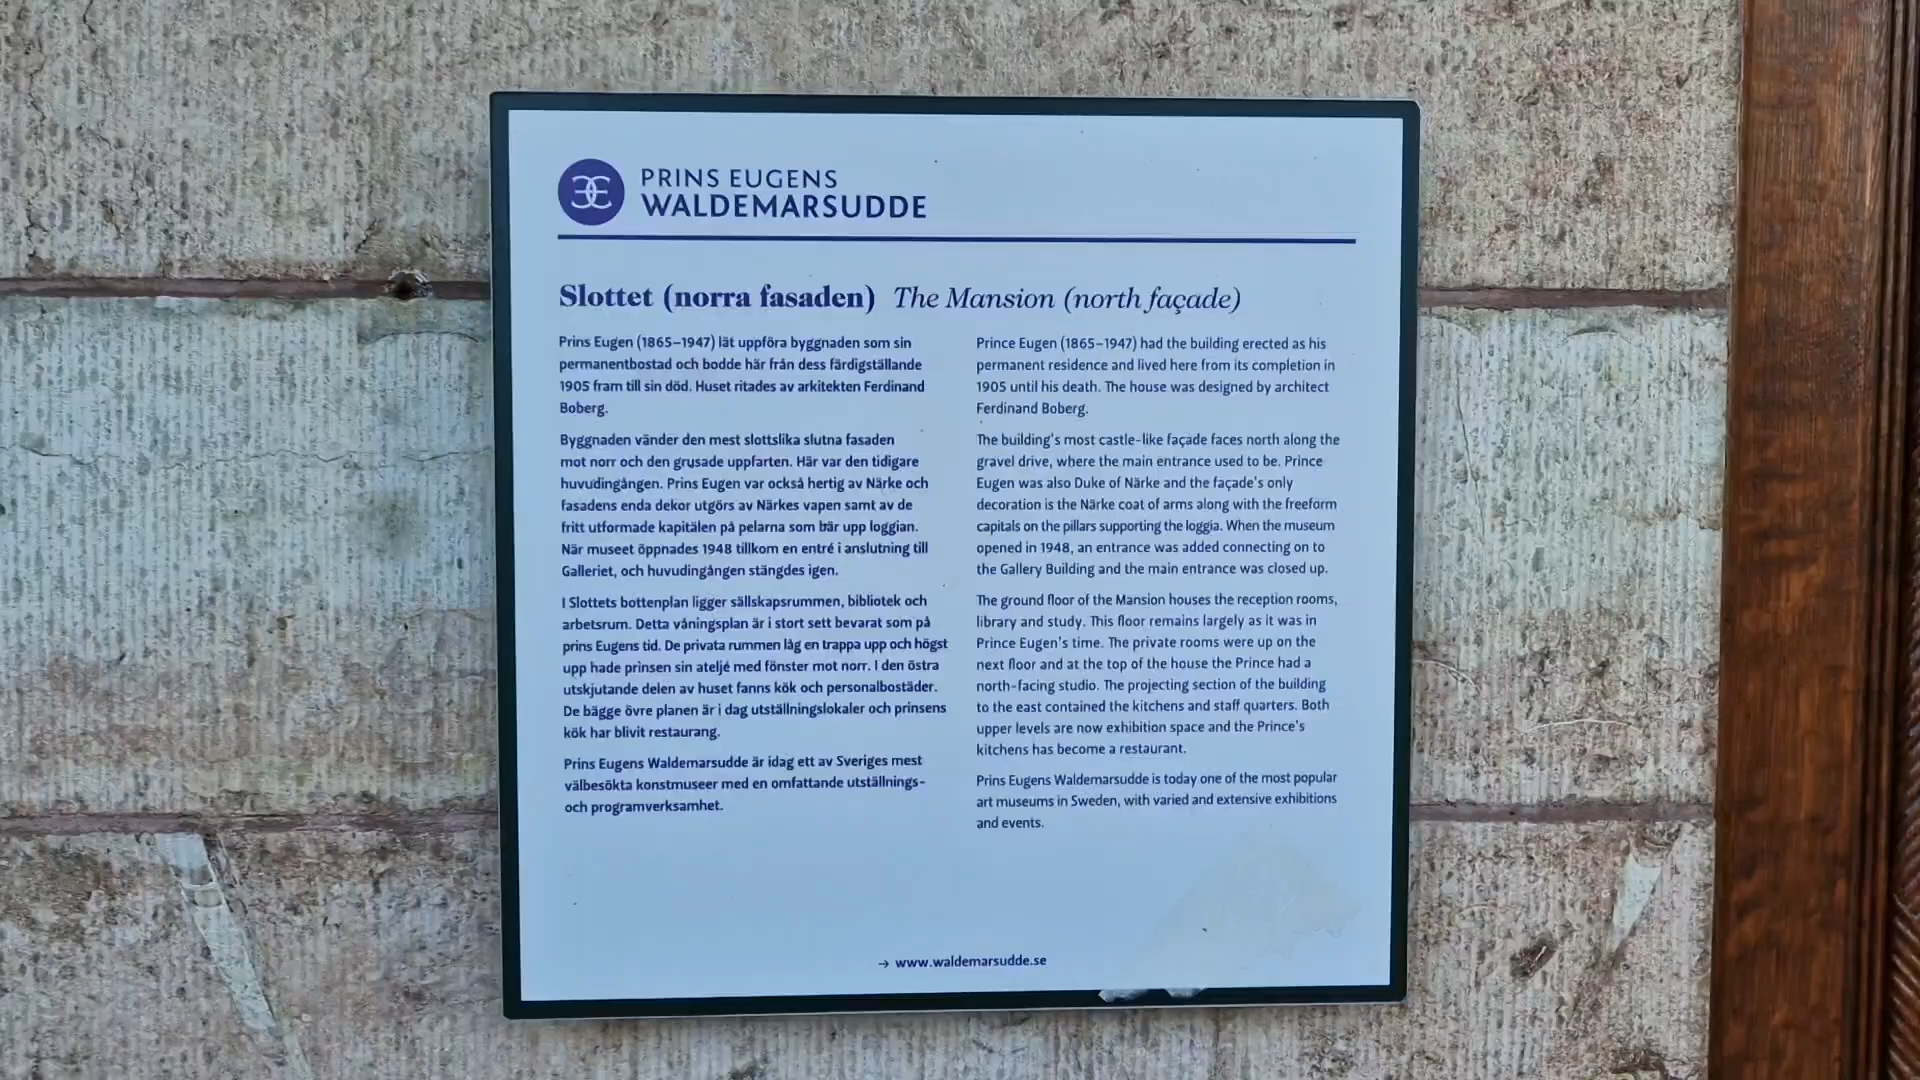 PRINS EUGENS
WALDEMARSUDDE
Slottet (norra fasaden) The Mansion (north façade)
Prins Eugen (1865–1947) lät uppföra byggnaden som sin
permanentbostad och bodde här från dess färdigställande
1905 fram till sin död. Huset ritades av arkitekten Ferdinand
Boberg.
Byggnaden vänder den mest slottslika slutna fasaden
mot norr och den grusade uppfarten. Här var den tidigare
huvudingången. Prins Eugen var också hertig av Närke och
fasadens enda dekor utgörs av Närkes vapen samt av de
fritt utformade kapitälen på pelarna som bär upp loggian.
När museet öppnades 1948 tillkom en entré i anslutning till
Galleriet, och huvudingången stängdes igen.
I Slottets bottenplan ligger sällskapsrummen, bibliotek och
arbetsrum. Detta våningsplan är i stort sett bevarat som på
prins Eugens tid. De privata rummen låg en trappa upp och högst
upp hade prinsen sin ateljé med fönster mot norr. I den östra
utskjutande delen av huset fanns kök och personalbostäder.
De bägge övre planen är i dag utställningslokaler och prinsens
kök har blivit restaurang.
Prins Eugens Waldemarsudde är idag ett av Sveriges mest
välbesökta konstmuseer med en omfattande utställnings-
och programverksamhet.
Prince Eugen (1865–1947) had the building erected as his
permanent residence and lived here from its completion in
1905 until his death. The house was designed by architect
Ferdinand Boberg.
The building's most castle-like façade faces north along the
gravel drive, where the main entrance used to be. Prince
Eugen was also Duke of Närke and the façade's only
decoration is the Närke coat of arms along with the freeform
capitals on the pillars supporting the loggia. When the museum
opened in 1948, an entrance was added connecting on to
the Gallery Building and the main entrance was closed up.
The ground floor of the Mansion houses the reception rooms,
library and study. This floor remains largely as it was in
Prince Eugen's time. The private rooms were up on the
next floor and at the top of the house the Prince had a
north-facing studio. The projecting section of the building
to the east contained the kitchens and staff quarters. Both
upper levels are now exhibition space and the Prince's
kitchens has become a restaurant.
Prins Eugens Waldemarsudde is today one of the most popular
art museums in Sweden, with varied and extensive exhibitions
and events.
→ www.waldemarsudde.se